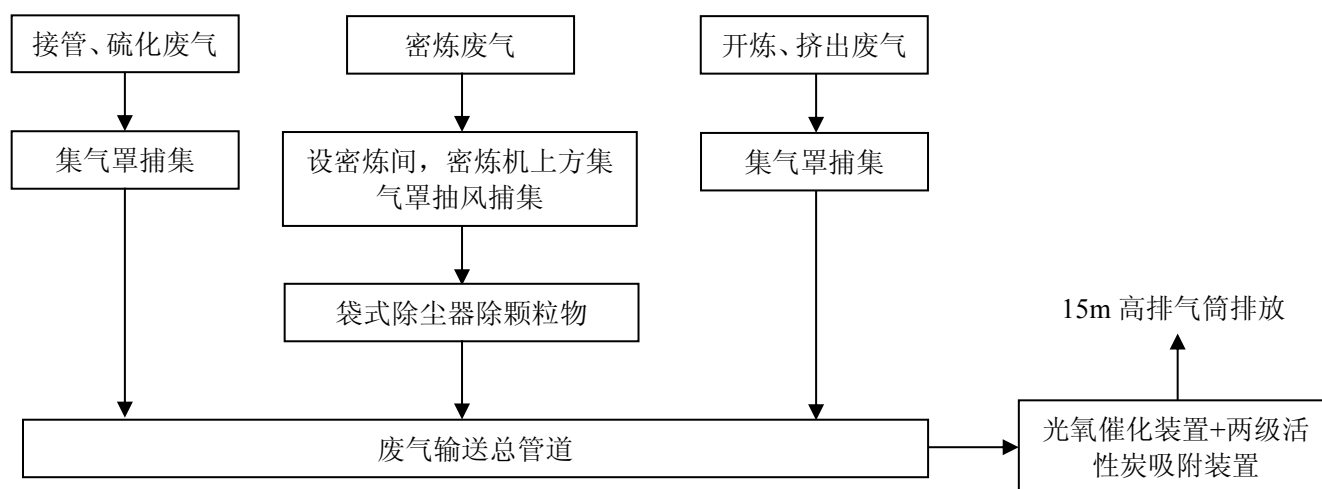 接管、硫化废气
密炼废气
开炼、挤出废气
集气罩捕集
设密炼间，密炼机上方集
气罩抽风捕集
集气罩捕集
袋式除尘器除颗粒物
15m 高排气筒排放
废气输送总管道
光氧催化装置+两级活
性炭吸附装置